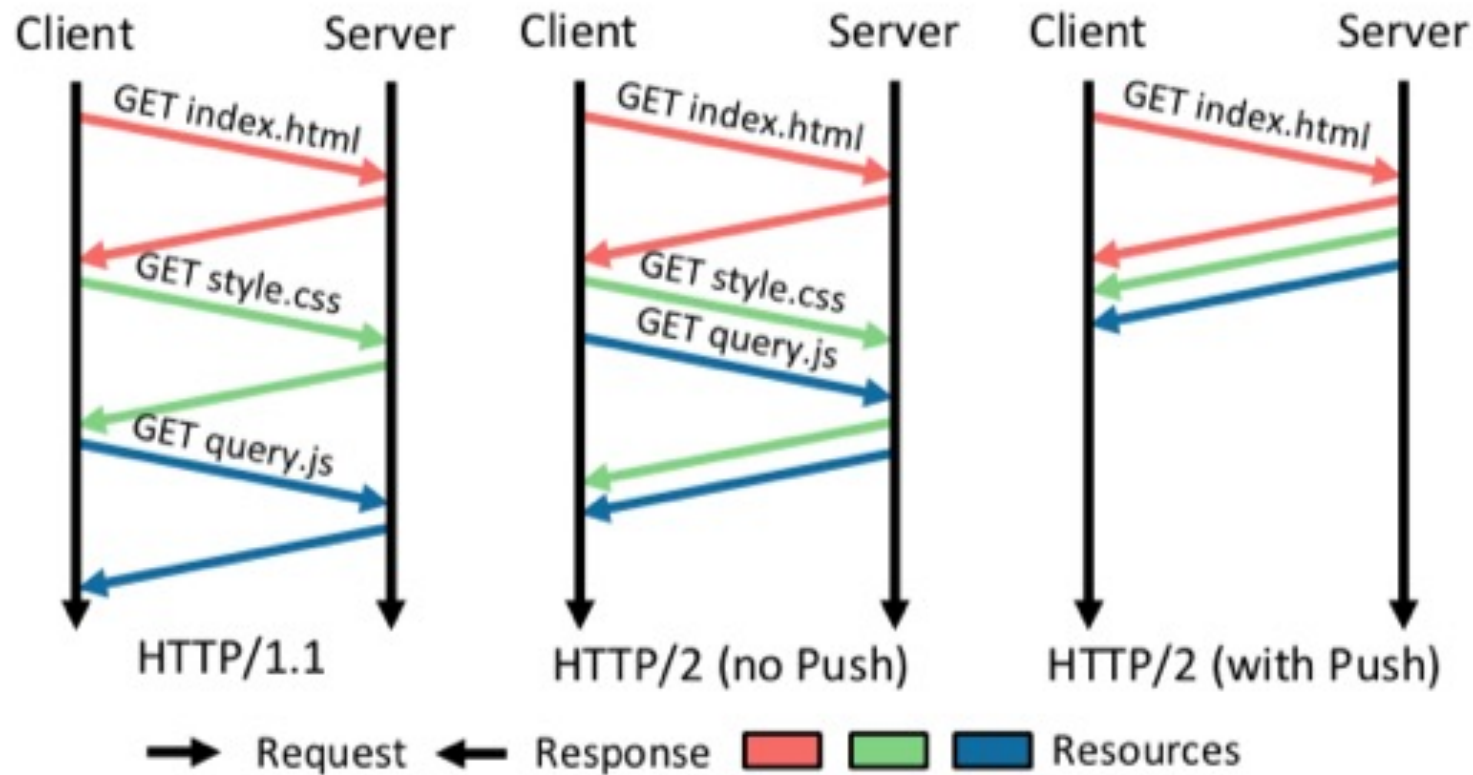 Client Server
GET index.html
GET style.css
GET query.js
HTTP/1.1
Client Server
GET index.html
GET style.css
GET query.js
HTTP/2 (no Push)
Client Server
GET index.html
HTTP/2 (with Push)
Request Response Resources